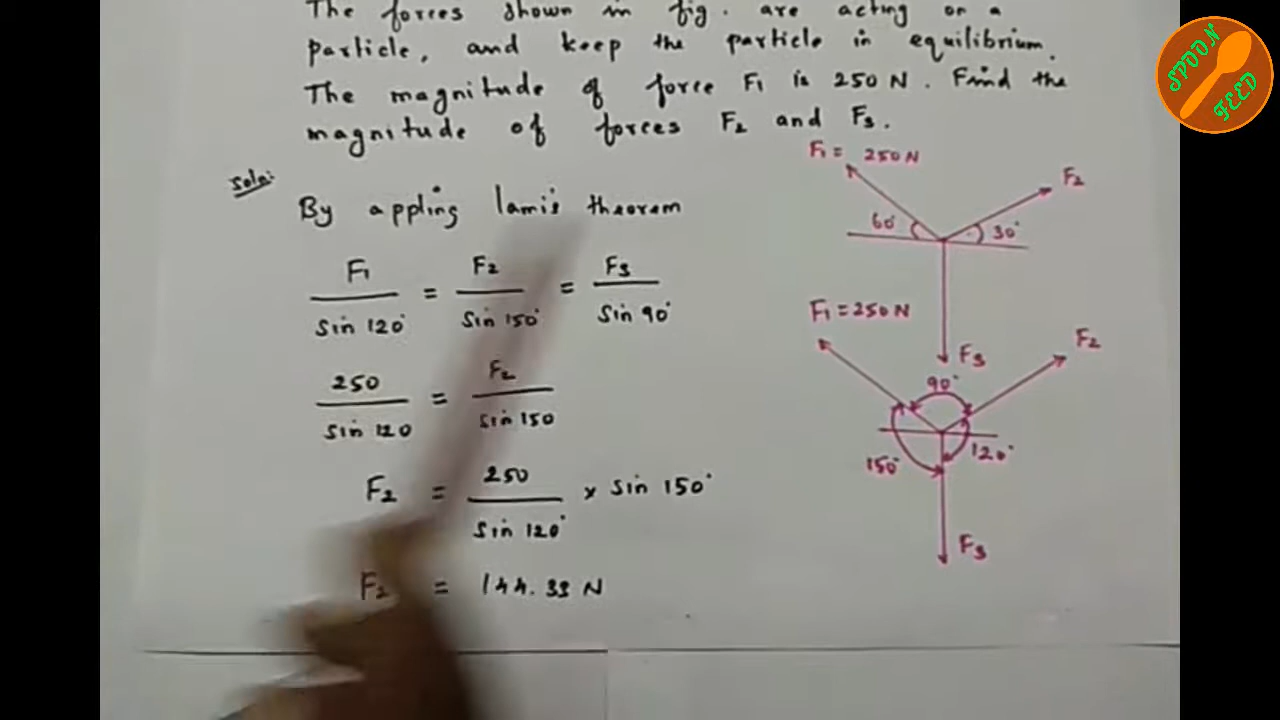 The forces shown in fig. are acting on a
particle, and keep the particle in equilibrium.
The magnitude of force F₁ is 250 N. Find the
magnitude of forces F₂ and F₃.
Soln:
By appling lami's theorem
F₁ / Sin 120° = F₂ / Sin 150° = F₃ / Sin 90°
250 / Sin 120 = F₂ / Sin 150
F₂ = 250 / Sin 120° × Sin 150°
F₂ = 144.33 N
F₁ = 250 N
F₂
60°
30°
F₃
F₁ = 250 N
F₂
90°
150°
120°
F₃
SPOON
FEED